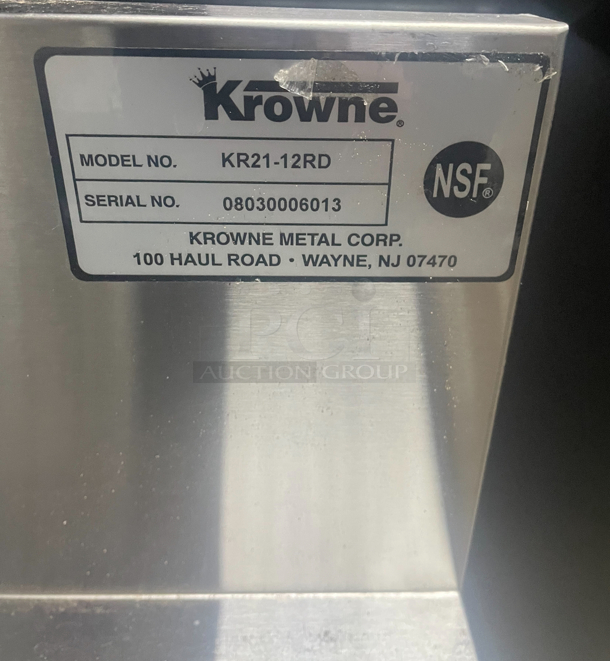 Krowne®
MODEL NO. KR21-12RD
SERIAL NO. 08030006013
NSF®
KROWNE METAL CORP.
100 HAUL ROAD • WAYNE, NJ 07470
PCI
AUCTION GROUP